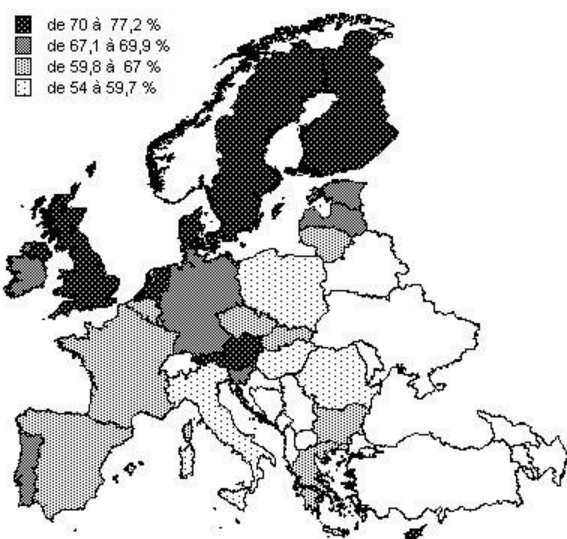 de 70 à 77,2 %
de 67,1 à 69,9 %
de 59,8 à 67 %
de 54 à 59,7 %